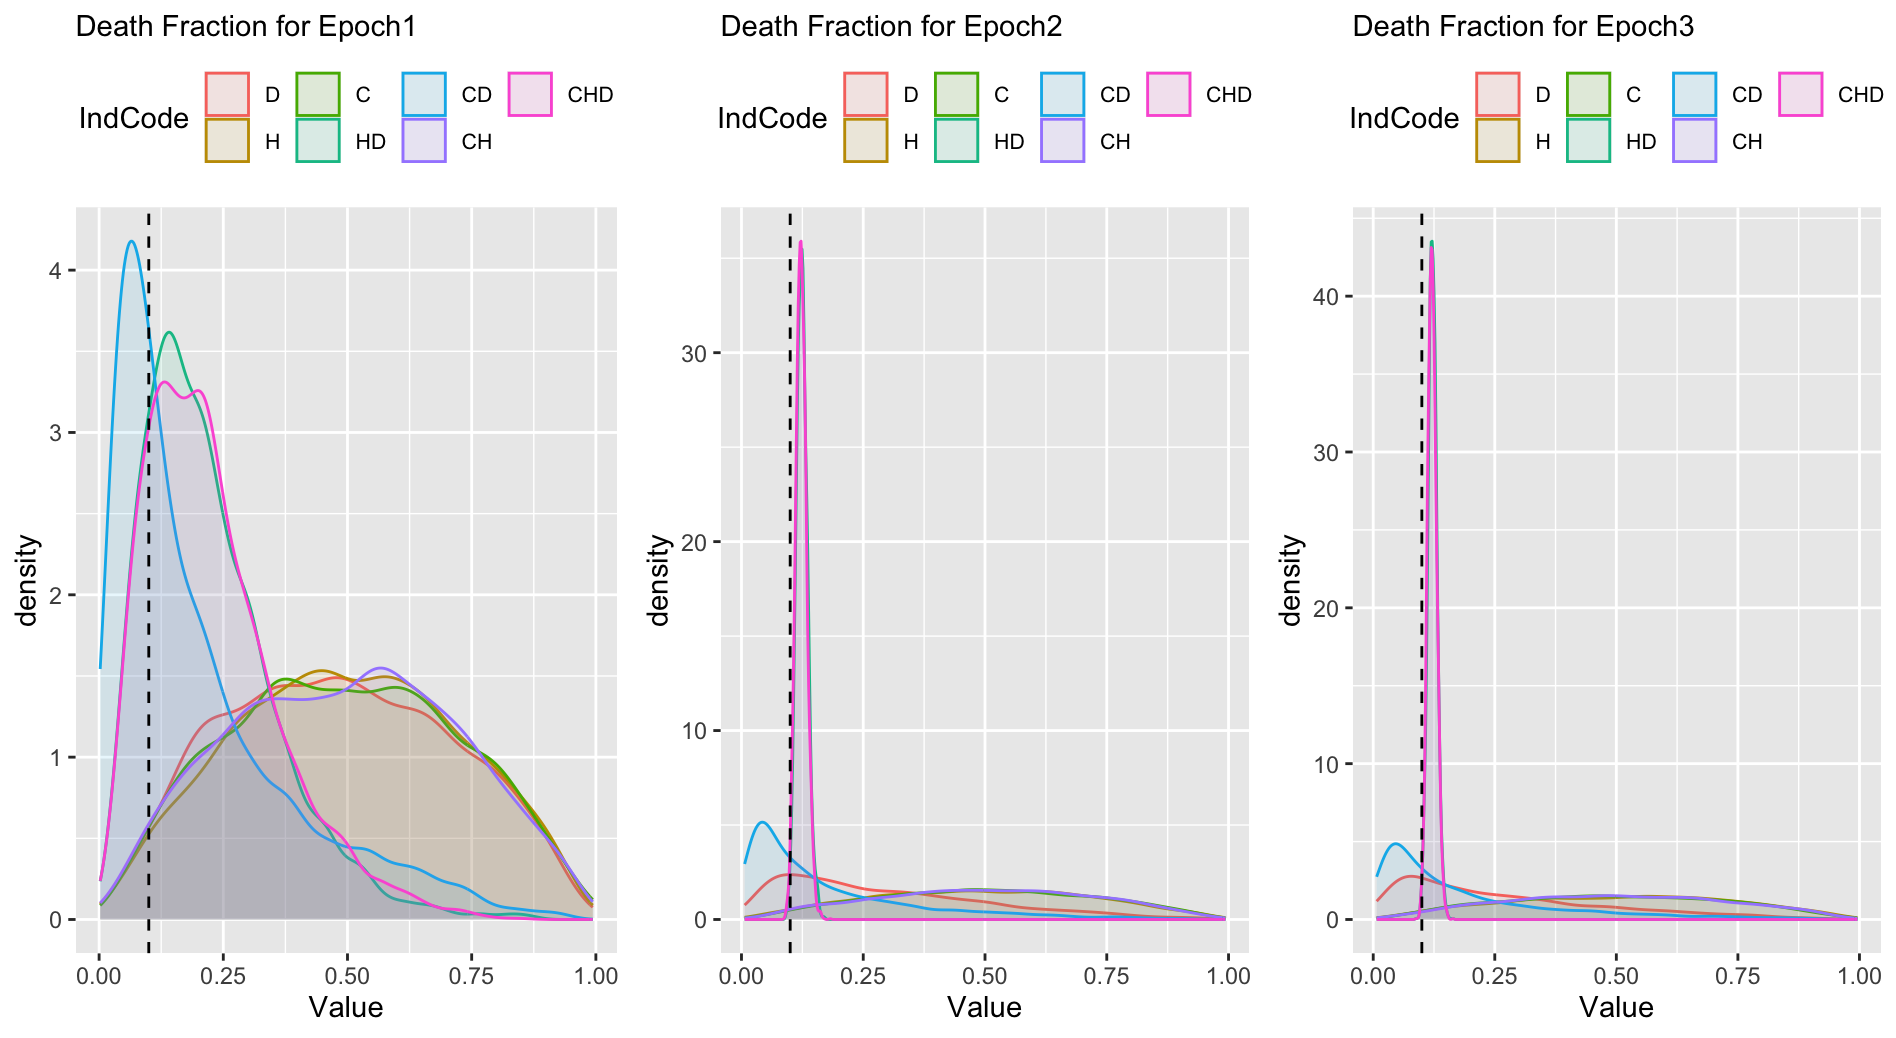 Death Fraction for Epoch1
IndCode
D
C
CD
CHD
H
HD
CH
density
4
3
2
1
0
0.00
0.25
0.50
0.75
1.00
Value
Death Fraction for Epoch2
IndCode
D
C
CD
CHD
H
HD
CH
density
30
20
10
0
0.00
0.25
0.50
0.75
1.00
Value
Death Fraction for Epoch3
IndCode
D
C
CD
CHD
H
HD
CH
density
40
30
20
10
0
0.00
0.25
0.50
0.75
1.00
Value